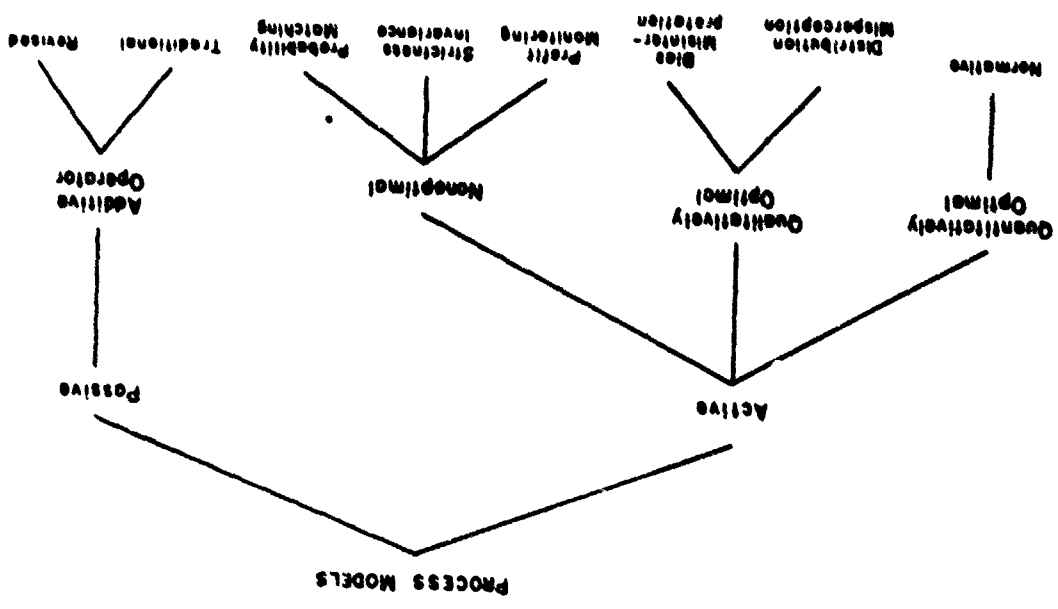 PROCESS MODELS
Active
Passive
Quantitatively
Optimal
Qualitatively
Optimal
Nonoptimal
Additive
Operator
Normative
Distribution
Misperception
Bias
Misinter-
pretation
Profit
Monitoring
Strictness
Invariance
Probability
Matching
Traditional
Revised